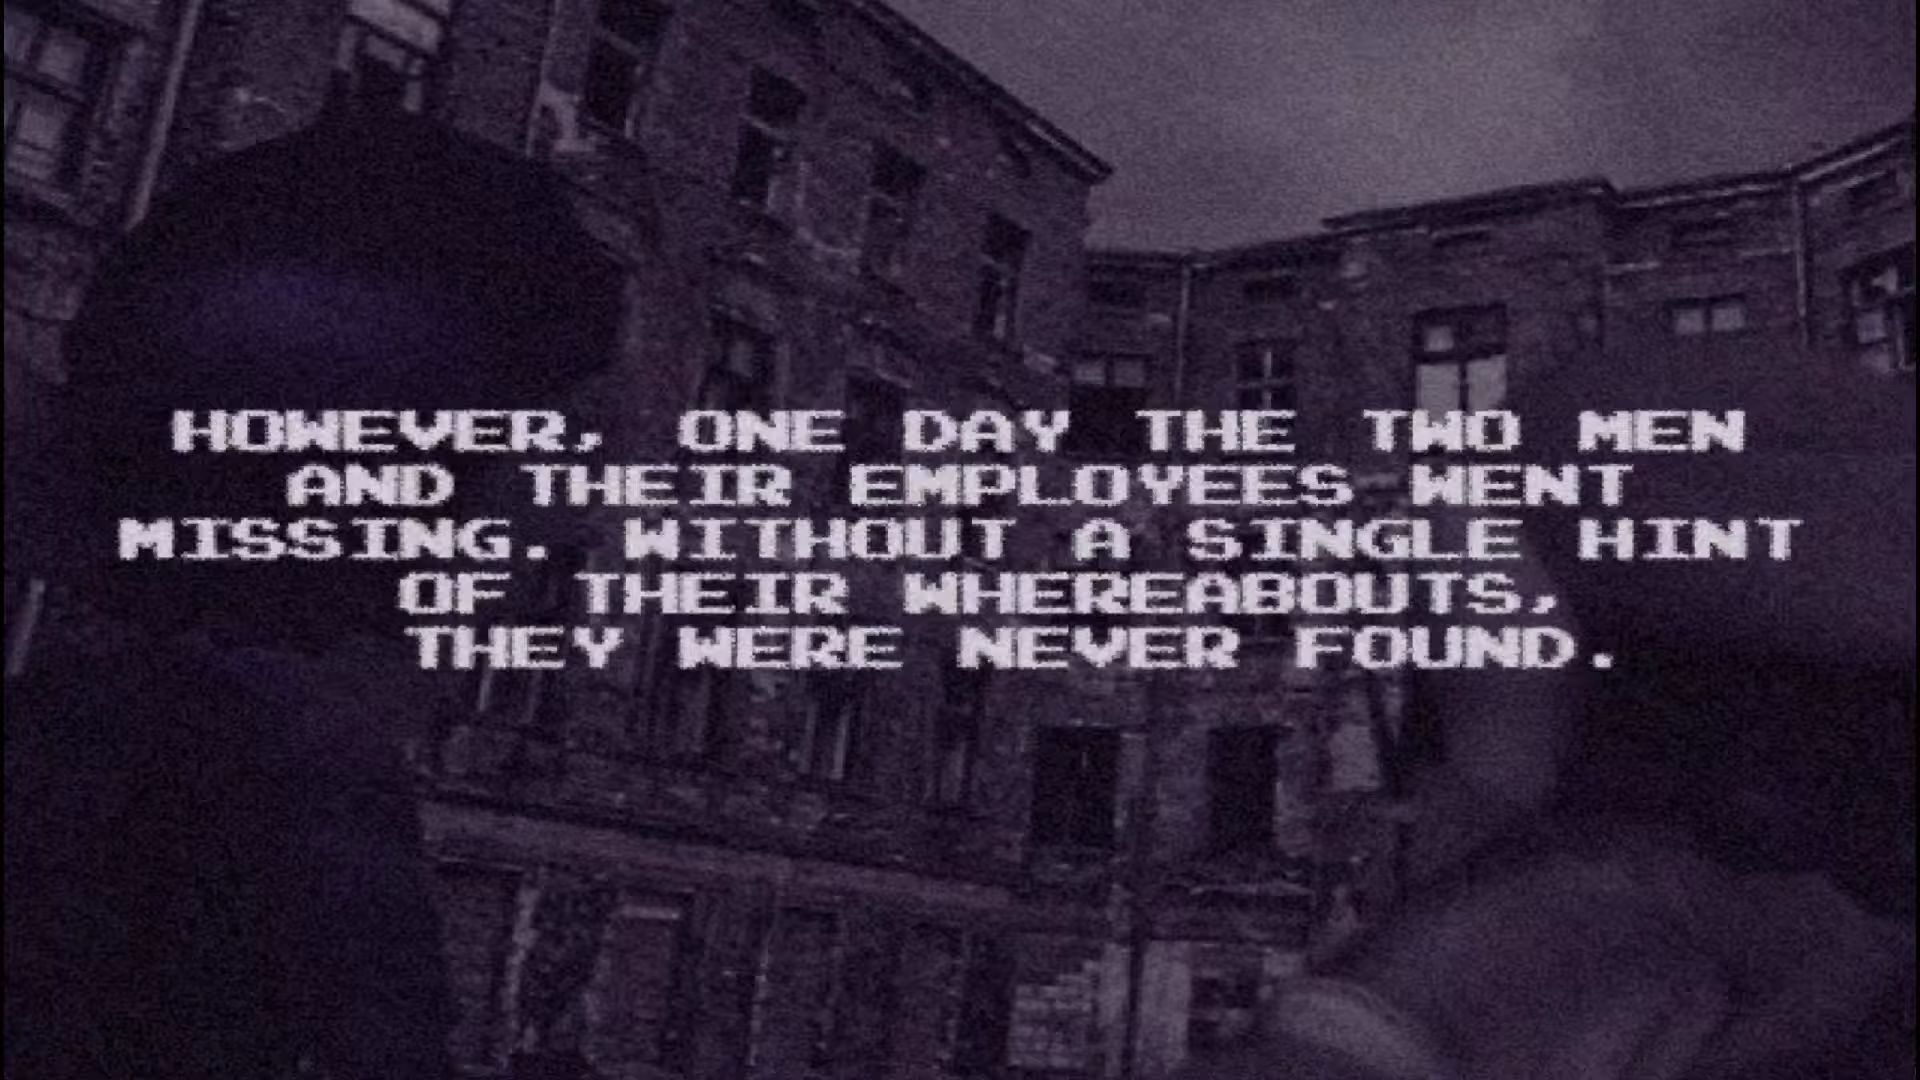 HOWEVER, ONE DAY THE TWO MEN
AND THEIR EMPLOYEES WENT
MISSING. WITHOUT A SINGLE HINT
OF THEIR WHEREABOUTS,
THEY WERE NEVER FOUND.